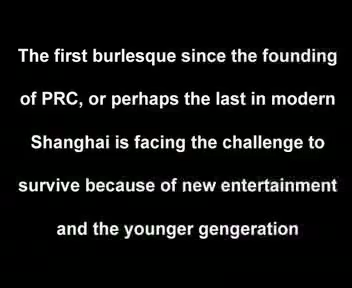 The first burlesque since the founding
of PRC, or perhaps the last in modern
Shanghai is facing the challenge to
survive because of new entertainment
and the younger gengeration